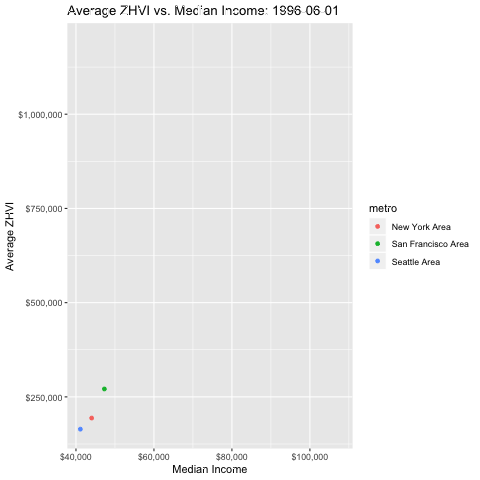 Average ZHVI vs. Median Income: 1996-06-01
$1,000,000
$750,000
$500,000
$250,000
Average ZHVI
$40,000 $60,000 $80,000 $100,000
Median Income
metro
New York Area
San Francisco Area
Seattle Area